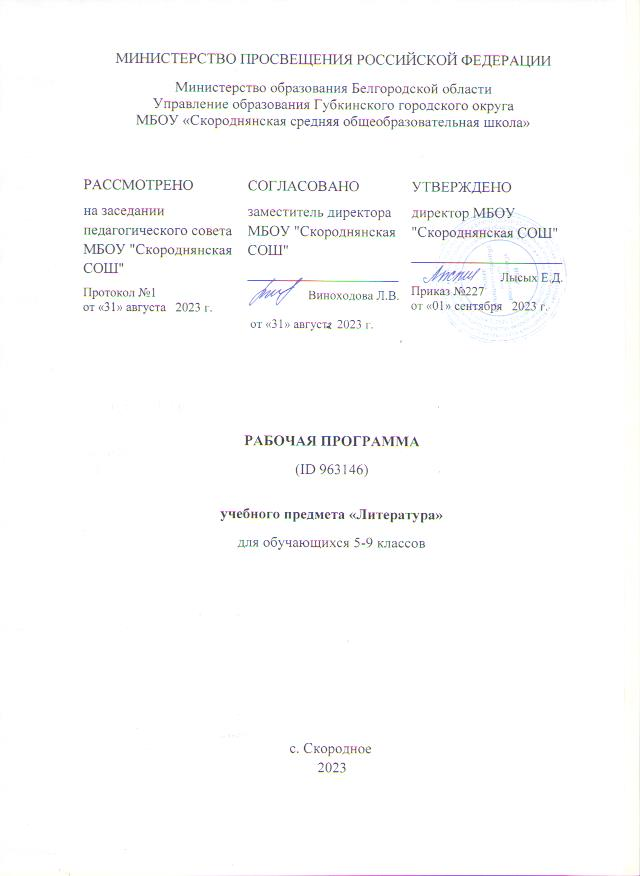 МИНИСТЕРСТВО ПРОСВЕЩЕНИЯ РОССИЙСКОЙ ФЕДЕРАЦИИ
Министерство образования Белгородской области
Управление образования Губкинского городского округа
МБОУ «Скороднянская средняя общеобразовательная школа»
РАССМОТРЕНО
на заседании
педагогического совета
МБОУ "Скороднянская
СОШ"
Протокол №1
от «31» августа 2023 г.
СОГЛАСОВАНО
заместитель директора
МБОУ "Скороднянская
СОШ"
Виноходова Л.В.
от «31» августа 2023 г.
УТВЕРЖДЕНО
директор МБОУ
"Скороднянская СОШ"
Лысых Е.Д.
Приказ №227
от «01» сентября 2023 г.
РАБОЧАЯ ПРОГРАММА
(ID 963146)
учебного предмета «Литература»
для обучающихся 5-9 классов
с. Скородное
2023